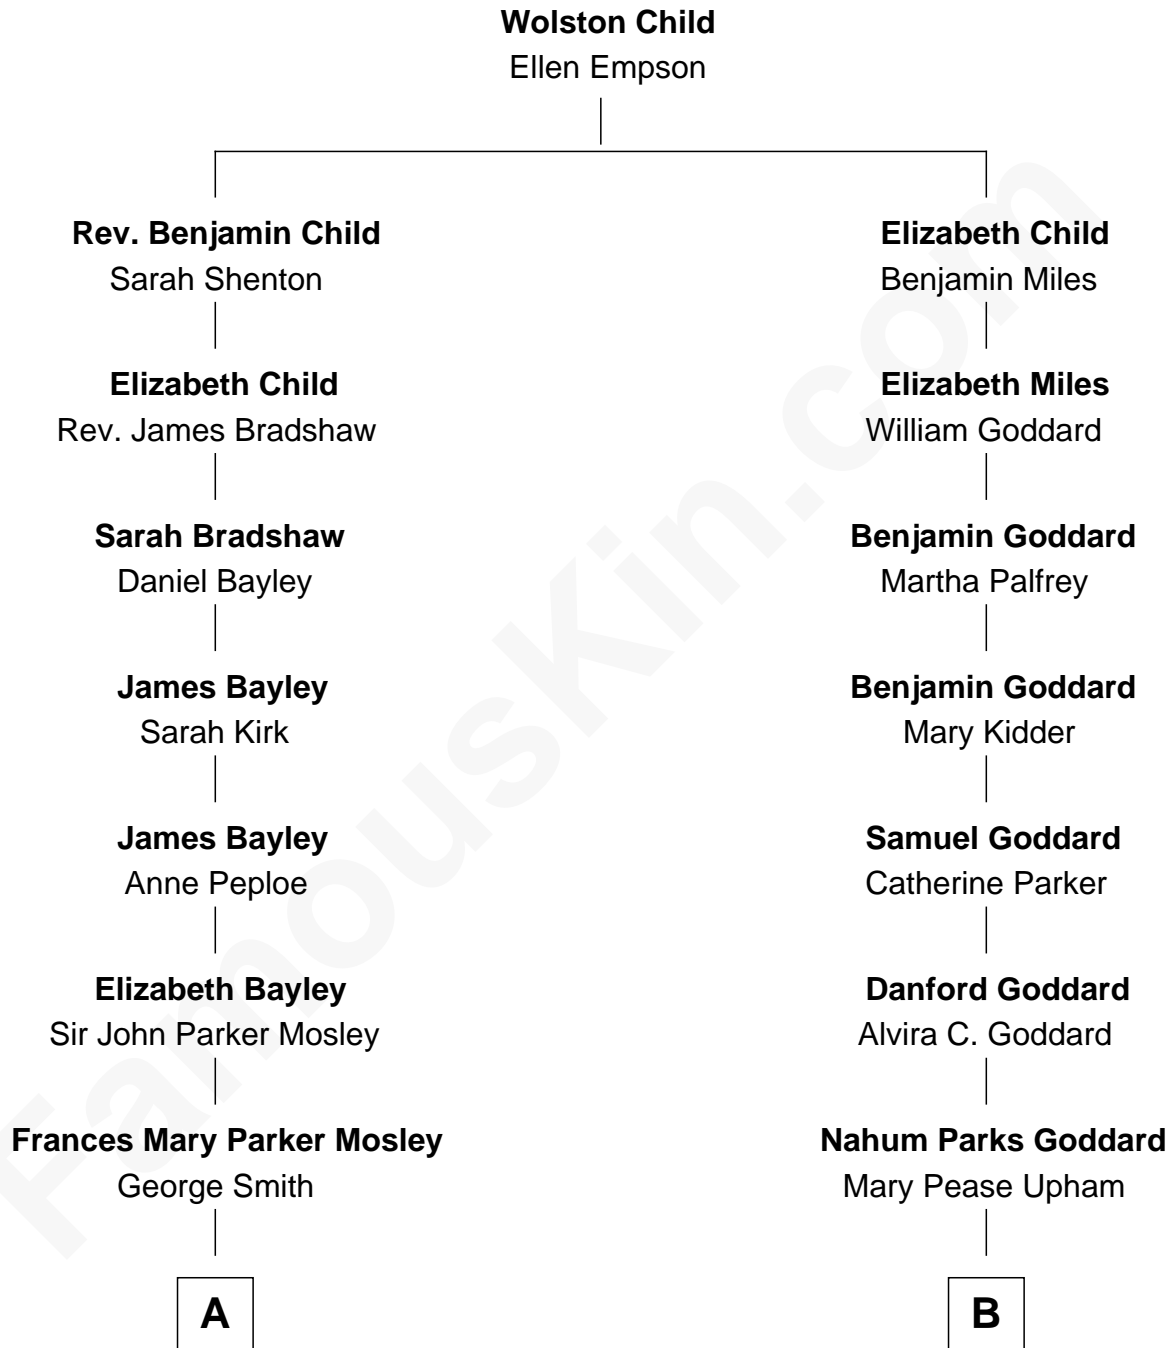 Wolston Child
Ellen Empson
Rev. Benjamin Child
Sarah Shenton
Elizabeth Child
Benjamin Miles
Elizabeth Child
Rev. James Bradshaw
Elizabeth Miles
William Goddard
Sarah Bradshaw
Daniel Bayley
Benjamin Goddard
Martha Palfrey
James Bayley
Sarah Kirk
Benjamin Goddard
Mary Kidder
James Bayley
Anne Peploe
Samuel Goddard
Catherine Parker
Elizabeth Bayley
Sir John Parker Mosley
Danford Goddard
Alvira C. Goddard
Frances Mary Parker Mosley
George Smith
Nahum Parks Goddard
Mary Pease Upham
A
B
FamousKin.com